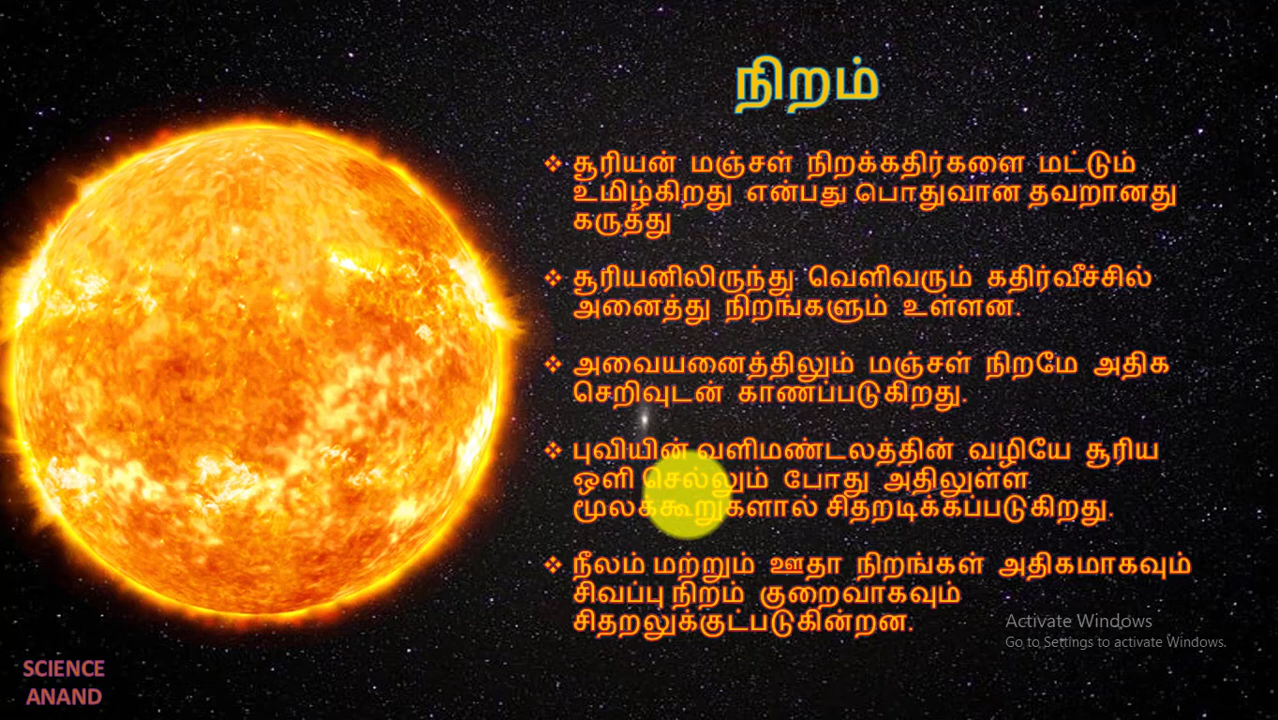 நிறம்
❖ சூரியன் மஞ்சள் நிறக்கதிர்களை மட்டும்
உமிழ்கிறது என்பது பொதுவான தவறானது
கருத்து
❖ சூரியனிலிருந்து வெளிவரும் கதிர்வீச்சில்
அனைத்து நிறங்களும் உள்ளன.
❖ அவையனைத்திலும் மஞ்சள் நிறமே அதிக
செறிவுடன் காணப்படுகிறது.
❖ புவியின் வளிமண்டலத்தின் வழியே சூரிய
ஒளி செல்லும் போது அதிலுள்ள
மூலக்கூறுகளால் சிதறடிக்கப்படுகிறது.
❖ நீலம் மற்றும் ஊதா நிறங்கள் அதிகமாகவும்
சிவப்பு நிறம் குறைவாகவும்
சிதறலுக்குட்படுகின்றன.
Activate Windows
Go to Settings to activate Windows.
SCIENCE
ANAND